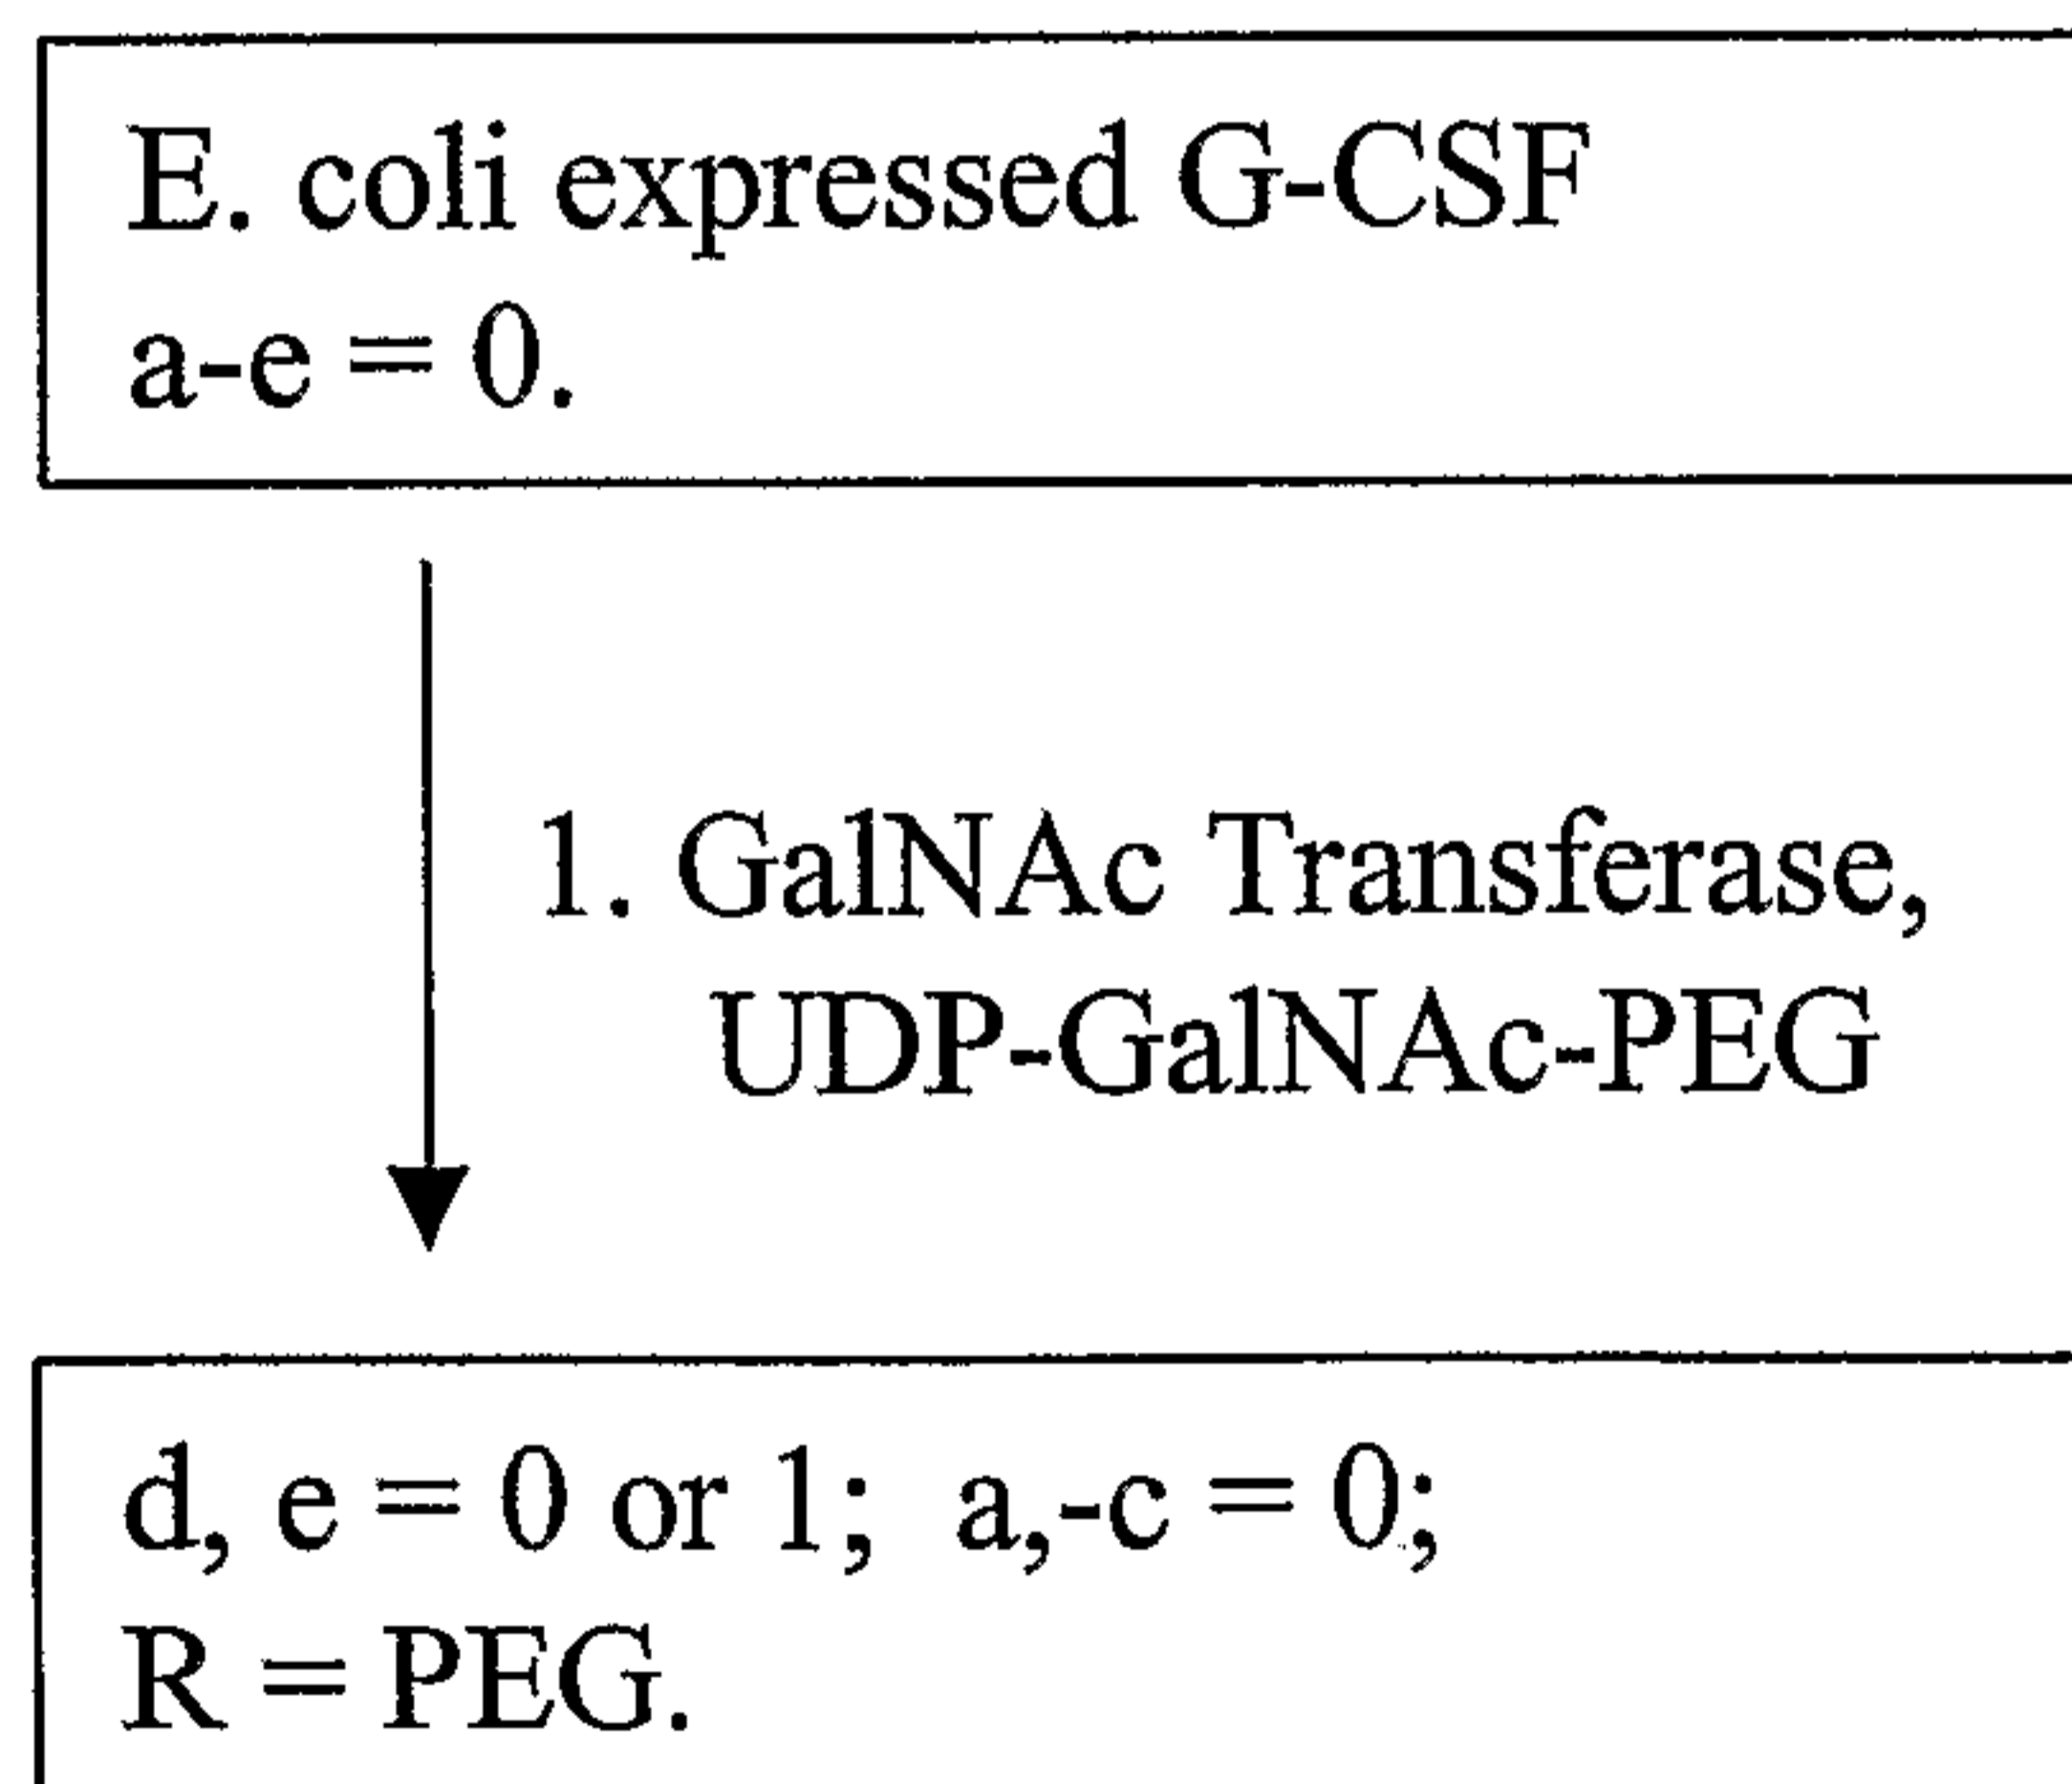 E. coli expressed G-CSF
a-e = 0.
1. GalNAc Transferase,
UDP-GalNAc-PEG
d, e = 0 or 1; a,-c = 0;
R = PEG.